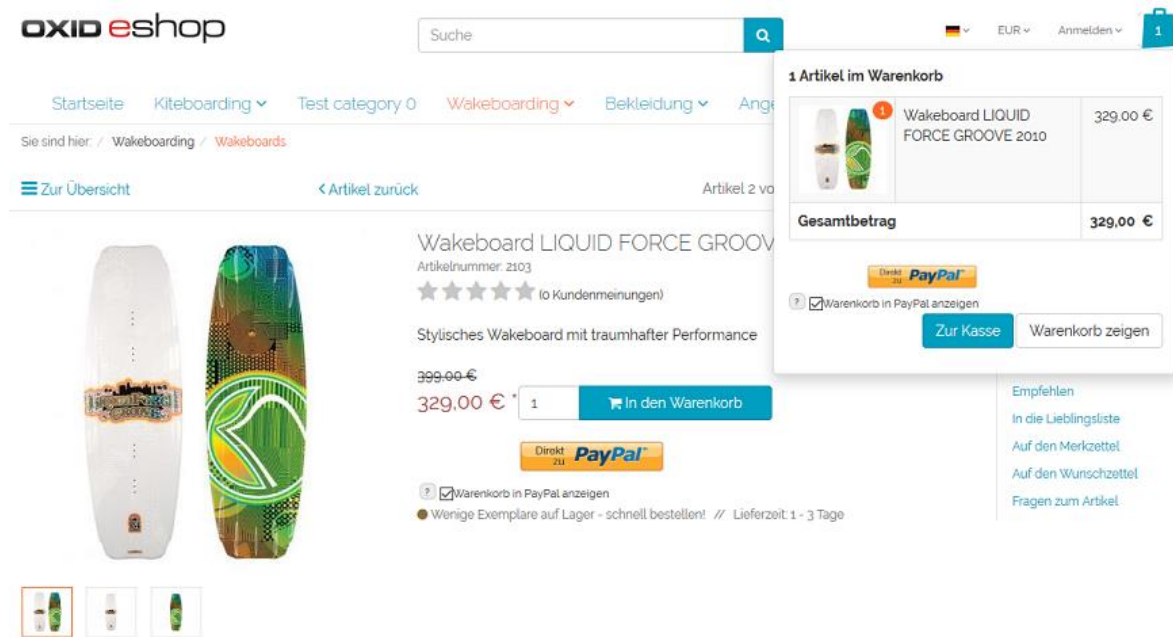 OXID eshop
Suche
EUR
Anmelden
1
Startseite
Kiteboarding
Test category 0
Wakeboarding
Bekleidung
Ange
Sie sind hier: / Wakeboarding / Wakeboards
Zur Übersicht
Artikel zurück
Artikel 2 vo
1 Artikel im Warenkorb
1
Wakeboard LIQUID
FORCE GROOVE 2010
329,00 €
Gesamtbetrag
329,00 €
Direkt zu PayPal
? Warenkorb in PayPal anzeigen
Zur Kasse
Warenkorb zeigen
Wakeboard LIQUID FORCE GROOV
Artikelnummer: 2103
(0 Kundenmeinungen)
Stylisches Wakeboard mit traumhafter Performance
399,00 €
329,00 € *
1
In den Warenkorb
Direkt zu PayPal
? Warenkorb in PayPal anzeigen
Wenige Exemplare auf Lager - schnell bestellen! // Lieferzeit: 1 - 3 Tage
Empfehlen
In die Lieblingsliste
Auf den Merkzettel
Auf den Wunschzettel
Fragen zum Artikel